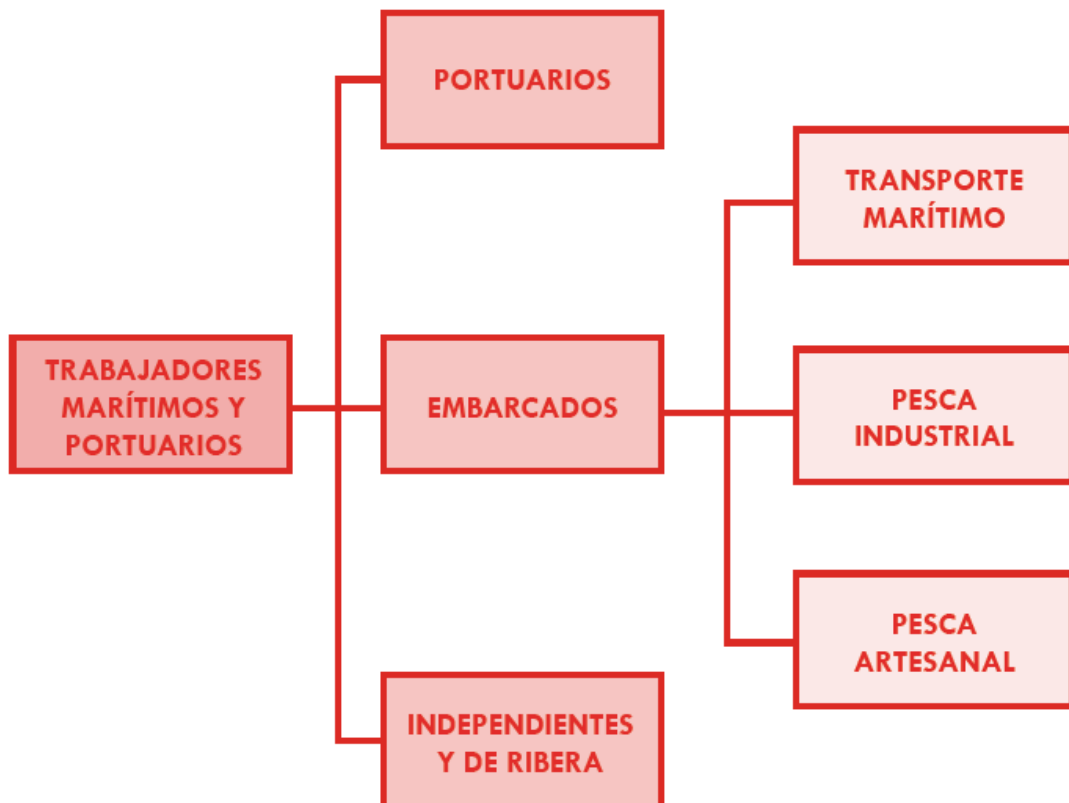 PORTUARIOS
TRANSPORTE
MARÍTIMO
TRABAJADORES
MARÍTIMOS Y
PORTUARIOS
EMBARCADOS
PESCA
INDUSTRIAL
PESCA
ARTESANAL
INDEPENDIENTES
Y DE RIBERA